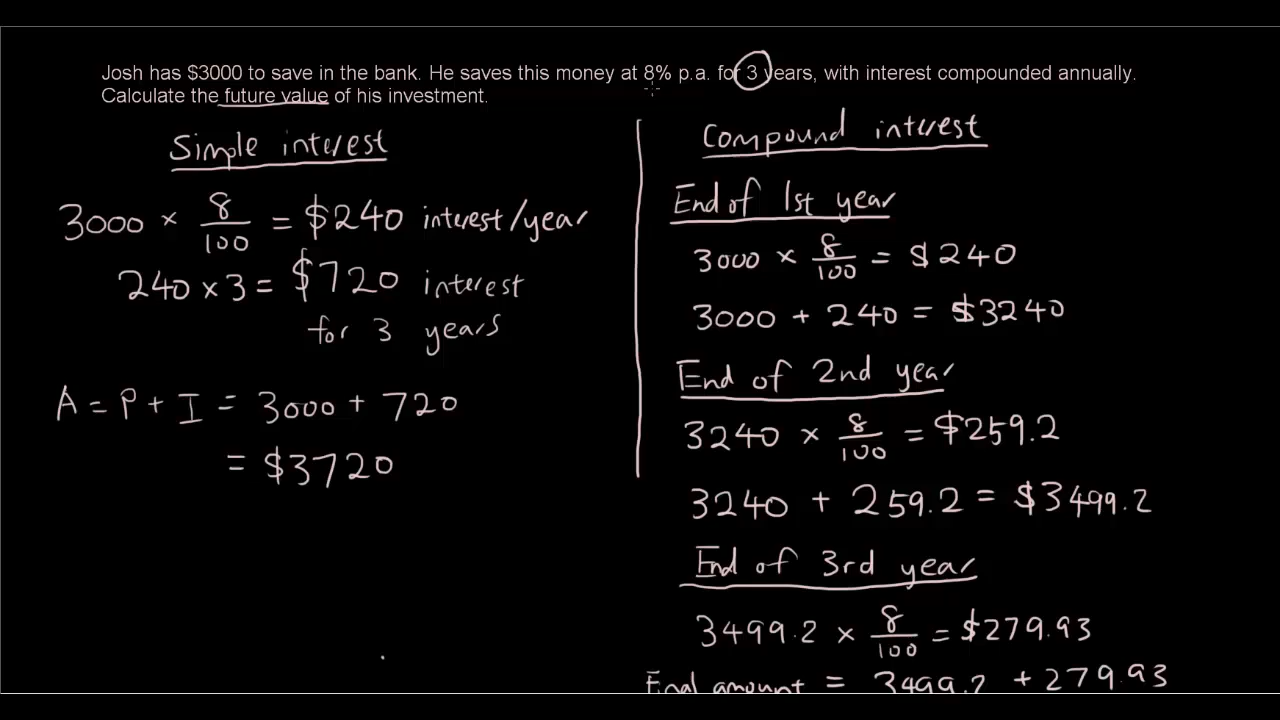 Josh has $3000 to save in the bank. He saves this money at 8% p.a. for 3 years, with interest compounded annually.
Calculate the future value of his investment.
Simple interest
3000 × 8/100 = $240 interest/year
240 × 3 = $720 interest
for 3 years
A = P + I = 3000 + 720
= $3720
Compound interest
End of 1st year
3000 × 8/100 = $240
3000 + 240 = $3240
End of 2nd year
3240 × 8/100 = $259.2
3240 + 259.2 = $3499.2
End of 3rd year
3499.2 × 8/100 = $279.93
End amount = 3499.2 + 279.93